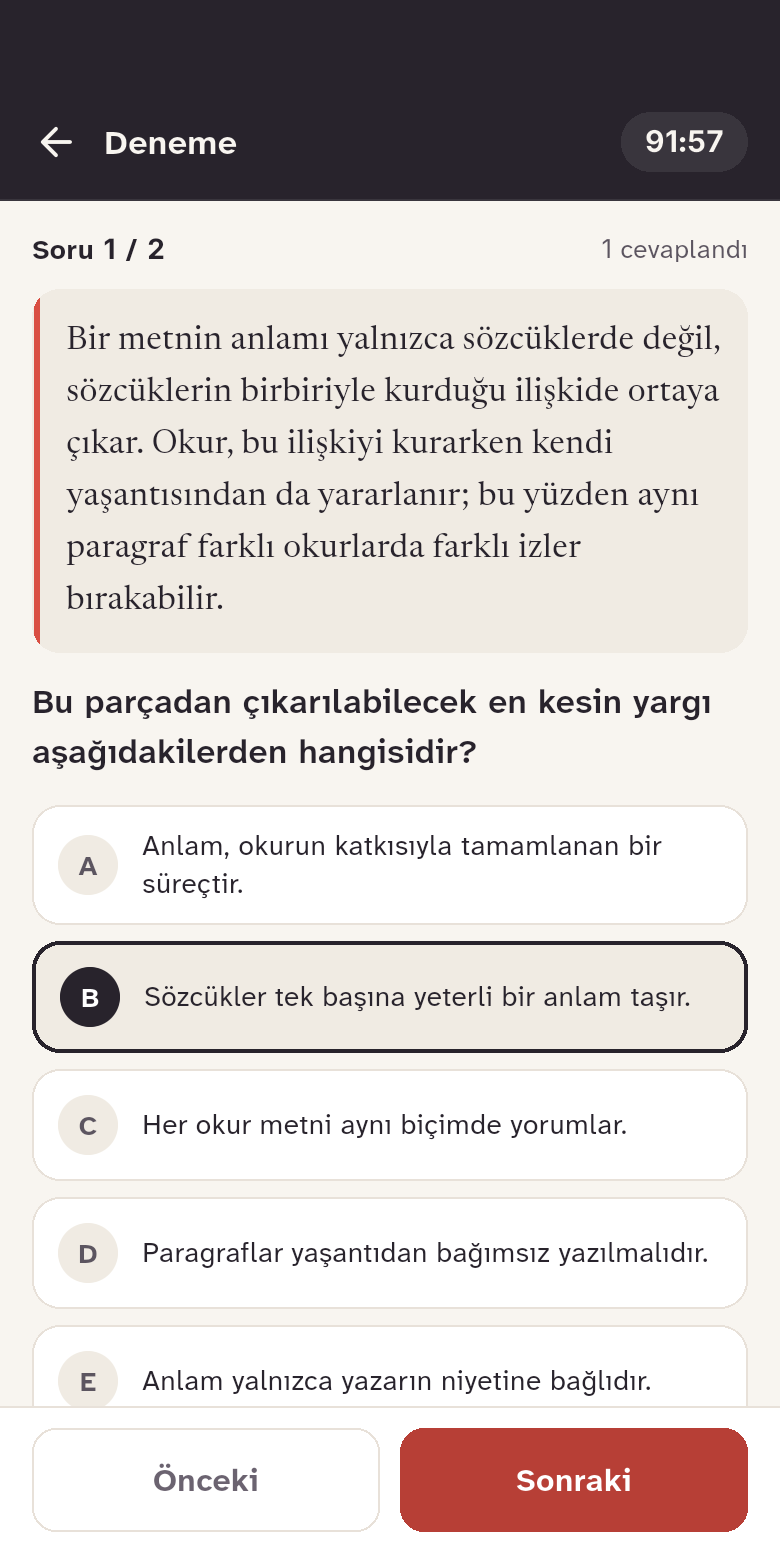 Deneme
91:57
Soru 1 / 2
1 cevaplandı
Bir metnin anlamı yalnızca sözcüklerde değil,
sözcüklerin birbiriyle kurduğu ilişkide ortaya
çıkar. Okur, bu ilişkiyi kurarken kendi
yaşantısından da yararlanır; bu yüzden aynı
paragraf farklı okurlarda farklı izler
bırakabilir.
Bu parçadan çıkarılabilecek en kesin yargı
aşağıdakilerden hangisidir?
A
Anlam, okurun katkısıyla tamamlanan bir
süreçtir.
B
Sözcükler tek başına yeterli bir anlam taşır.
C
Her okur metni aynı biçimde yorumlar.
D
Paragraflar yaşantıdan bağımsız yazılmalıdır.
E
Anlam yalnızca yazarın niyetine bağlıdır.
Önceki
Sonraki